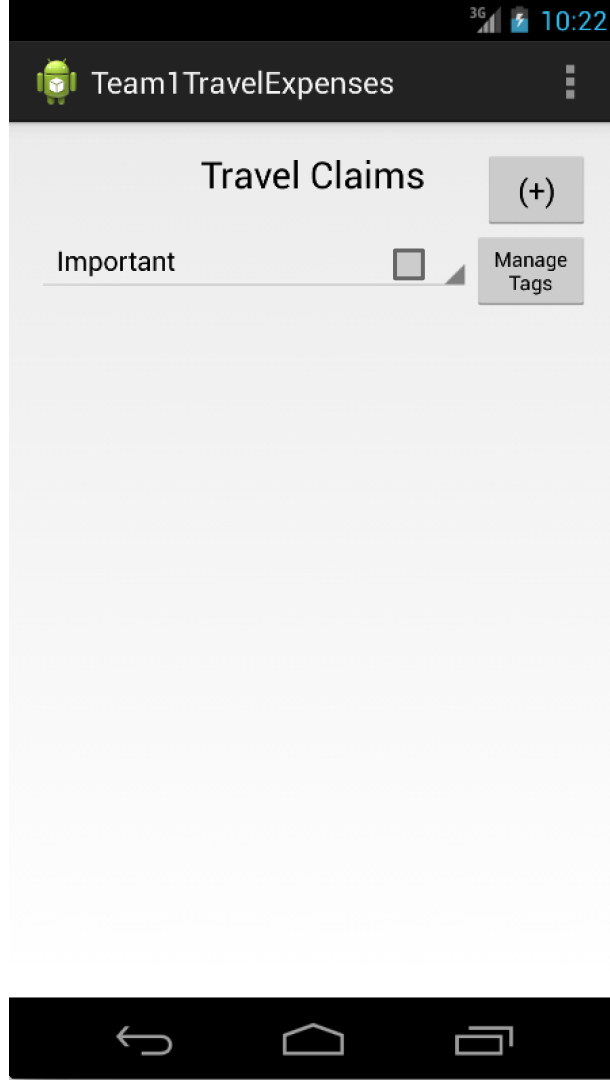 3G 10:22
Team1TravelExpenses
Travel Claims
(+)
Important
Manage
Tags